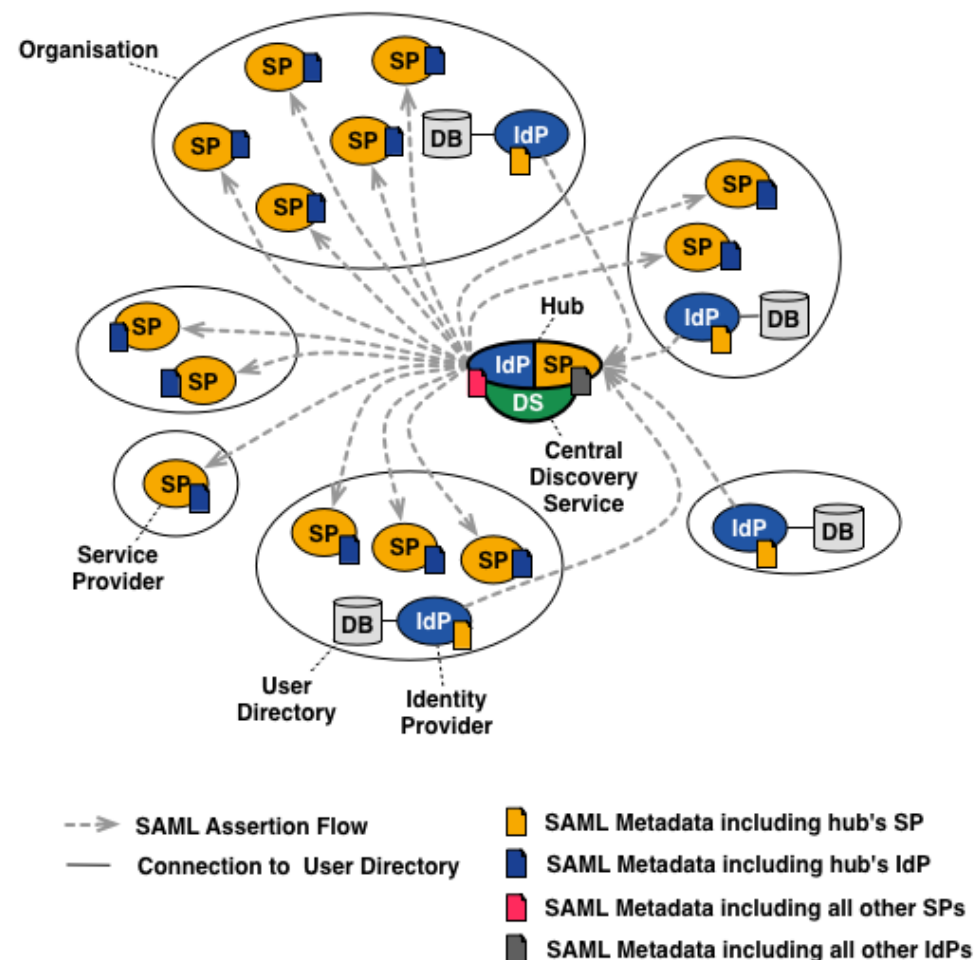 Organisation
SP
SP
SP
SP
DB
IdP
SP
SP
SP
IdP
DB
Hub
IdP
SP
DS
SP
SP
Central
Discovery
Service
SP
Service
Provider
SP
SP
SP
DB
IdP
IdP
DB
User
Directory
Identity
Provider
SAML Assertion Flow
Connection to User Directory
SAML Metadata including hub's SP
SAML Metadata including hub's IdP
SAML Metadata including all other SPs
SAML Metadata including all other IdPs